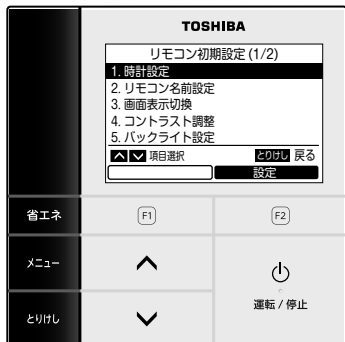 TOSHIBA
リモコン初期設定 (1/2)
1. 時計設定
2. リモコン名前設定
3. 画面表示切換
4. コントラスト調整
5. バックライト設定
項目選択 とりけし 戻る
設定
省エネ F1 F2
メニュー
運転 / 停止
とりけし